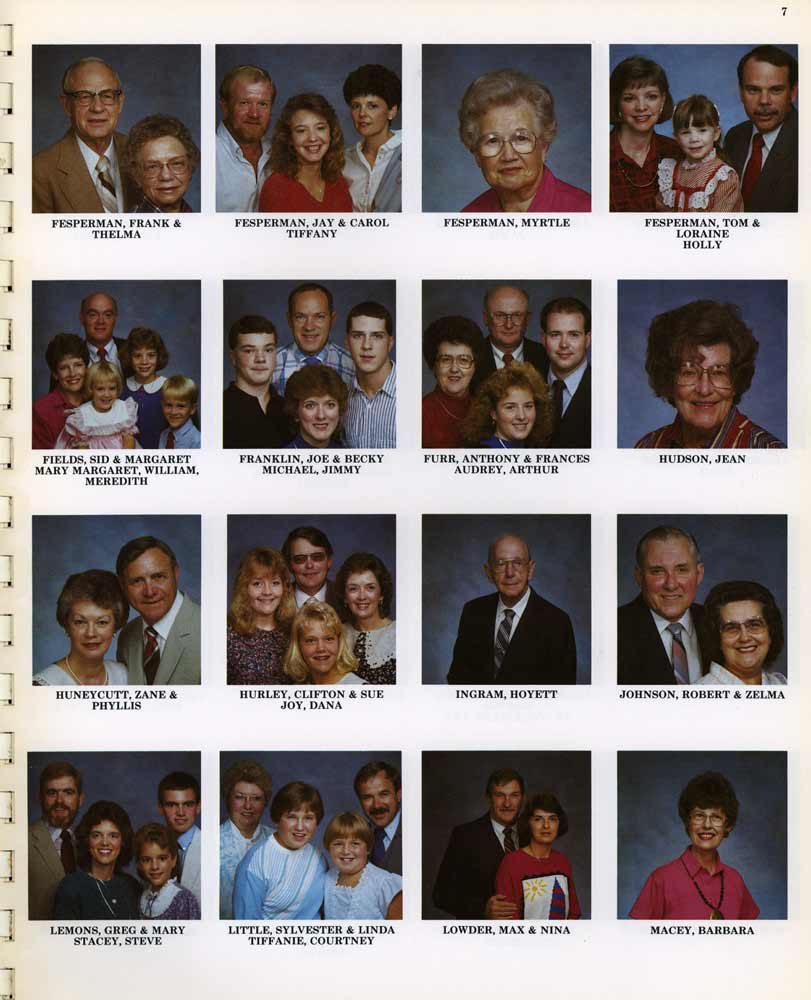 7
FESPERMAN, FRANK &
THELMA
FESPERMAN, JAY & CAROL
TIFFANY
FESPERMAN, MYRTLE
FESPERMAN, TOM &
LORAINE
HOLLY
FIELDS, SID & MARGARET
MARY MARGARET, WILLIAM,
MEREDITH
FRANKLIN, JOE & BECKY
MICHAEL, JIMMY
FURR, ANTHONY & FRANCES
AUDREY, ARTHUR
HUDSON, JEAN
HUNEYCUTT, ZANE &
PHYLLIS
HURLEY, CLIFTON & SUE
JOY, DANA
INGRAM, HOYETT
JOHNSON, ROBERT & ZELMA
LEMONS, GREG & MARY
STACEY, STEVE
LITTLE, SYLVESTER & LINDA
TIFFANIE, COURTNEY
LOWDER, MAX & NINA
MACEY, BARBARA